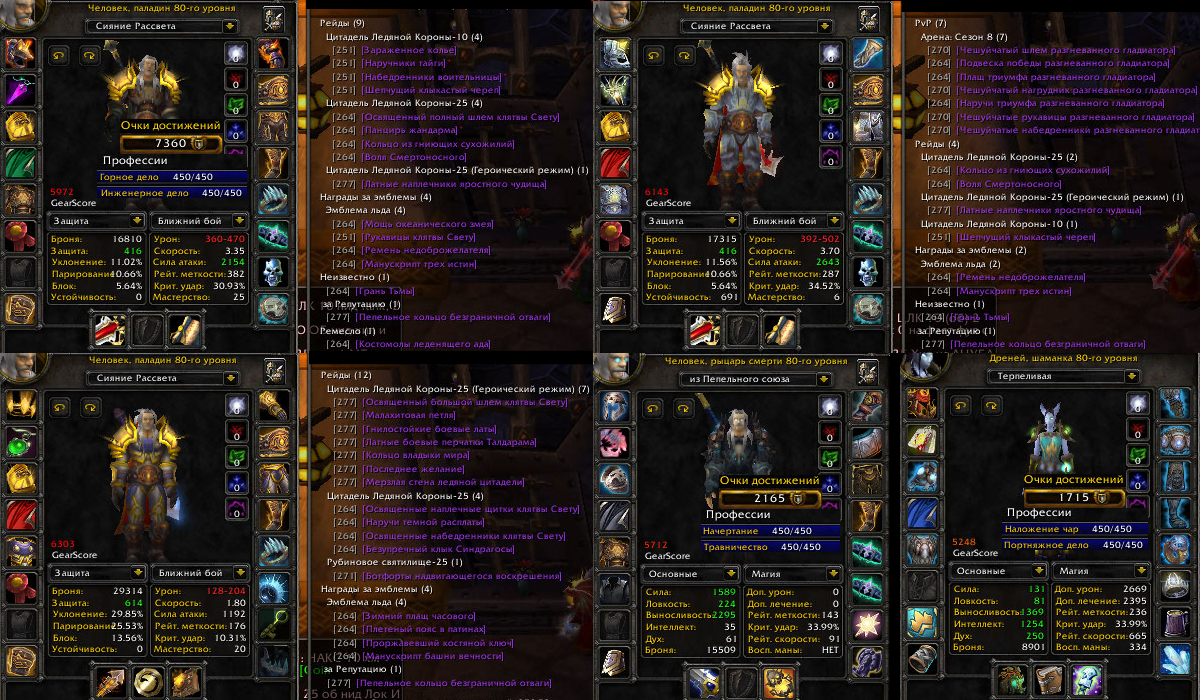 Человек, паладин 80-го уровня
Сияние Рассвета
Очки достижений
7360
Профессии
Горное дело 450/450
Инженерное дело 450/450
5972
GearScore
Защита
Ближний бой
Броня: 16810
Защита: 416
Уклонение: 11.02%
Парирование: 10.66%
Блок: 5.64%
Устойчивость: 0
Урон: 360-470
Скорость: 3.35
Сила атаки: 2154
Рейт. меткости: 382
Крит. удар: 30.93%
Мастерство: 25
Рейды (9)
Цитадель Ледяной Короны-10 (4)
[251] [Зараженное копье]
[251] [Наручники тайги]
[251] [Набедренники воительницы]
[251] [Шепчущий клыкастый череп]
Цитадель Ледяной Короны-25 (4)
[264] [Освященный полный шлем клятвы Свету]
[264] [Панцирь жандарма]
[264] [Кольцо из гниющих сухожилий]
[264] [Воля Смертоносного]
Цитадель Ледяной Короны-25 (Героический режим) (1)
[277] [Латные наплечники яростного чудища]
Награды за эмблемы (4)
Эмблема льда (4)
[264] [Мощь океанического змея]
[251] [Рукавицы клятвы Свету]
[264] [Ремень недоброжелателя]
[264] [Манускрипт трех истин]
Неизвестно (1)
[264] [Грань Тьмы]
за Репутацию (1)
[277] [Пепельное кольцо безграничной отваги]
Ремесло (1)
[264] [Костомолы леденящего ада]
Человек, паладин 80-го уровня
Сияние Рассвета
6143
GearScore
Защита
Ближний бой
Броня: 17315
Защита: 416
Уклонение: 11.56%
Парирование: 10.66%
Блок: 5.64%
Устойчивость: 691
Урон: 392-502
Скорость: 3.70
Сила атаки: 2643
Рейт. меткости: 287
Крит. удар: 34.52%
Мастерство: 6
PvP (7)
Арена: Сезон 8 (7)
[270] [Чешуйчатый шлем разгневанного гладиатора]
[264] [Подвеска победы разгневанного гладиатора]
[264] [Плащ триумфа разгневанного гладиатора]
[270] [Чешуйчатый нагрудник разгневанного гладиатора]
[264] [Наручи триумфа разгневанного гладиатора]
[270] [Чешуйчатые рукавицы разгневанного гладиатора]
[270] [Чешуйчатые набедренники разгневанного гладиа
Рейды (4)
Цитадель Ледяной Короны-25 (2)
[264] [Кольцо из гниющих сухожилий]
[264] [Воля Смертоносного]
Цитадель Ледяной Короны-25 (Героический режим) (1)
[277] [Латные наплечники яростного чудища]
Цитадель Ледяной Короны-10 (1)
[251] [Шепчущий клыкастый череп]
Награды за эмблемы (2)
Эмблема льда (2)
[264] [Ремень недоброжелателя]
[264] [Манускрипт трех истин]
Неизвестно (1)
[264] [Грань Тьмы]
за Репутацию (1)
[277] [Пепельное кольцо безграничной отваги]
Человек, паладин 80-го уровня
Сияние Рассвета
6303
GearScore
Защита
Ближний бой
Броня: 29314
Защита: 614
Уклонение: 29.85%
Парирование: 25.53%
Блок: 13.56%
Устойчивость: 0
Урон: 128-204
Скорость: 1.80
Сила атаки: 1192
Рейт. меткости: 176
Крит. удар: 10.31%
Мастерство: 20
Рейды (12)
Цитадель Ледяной Короны-25 (Героический режим) (7)
[277] [Освященный большой шлем клятвы Свету]
[277] [Малахитовая петля]
[277] [Гнилостойкие боевые латы]
[277] [Латные боевые перчатки Талдарама]
[277] [Кольцо владыки мира]
[277] [Последнее желание]
[277] [Мерзлая стена ледяной цитадели]
Цитадель Ледяной Короны-25 (4)
[264] [Освященные наплечные щитки клятвы Свету]
[264] [Наручи темной расплаты]
[264] [Освященные набедренники клятвы Свету]
[264] [Безупречный клык Синдрагосы]
Рубиновое святилище-25 (1)
[271] [Ботфорты надвигающегося воскрешения]
Награды за эмблемы (4)
Эмблема льда (4)
[264] [Зимний плащ часового]
[264] [Плетеный пояс в патинах]
[264] [Проржавевший костяной ключ]
[264] [Манускрипт башни вечности]
за Репутацию (1)
[277] [Пепельное кольцо безграничной отваги]
25 об нид Лок И
Человек, рыцарь смерти 80-го уровня
из Пепельного союза
Очки достижений
2165
Профессии
Начертание 450/450
Травничество 450/450
5712
GearScore
Основные
Магия
Сила: 1589
Ловкость: 224
Выносливость: 2295
Интеллект: 35
Дух: 61
Броня: 15509
Доп. урон: 0
Доп. лечение: 0
Рейт. меткости: 143
Крит. удар: 33.99%
Рейт. скорости: 91
Восп. маны: НЕТ
Дреней, шаманка 80-го уровня
Терпеливая
Очки достижений
1715
Профессии
Наложение чар 450/450
Портняжное дело 450/450
5248
GearScore
Основные
Магия
Сила: 131
Ловкость: 81
Выносливость: 1369
Интеллект: 1254
Дух: 250
Броня: 8901
Доп. урон: 2669
Доп. лечение: 2395
Рейт. меткости: 236
Крит. удар: 33.99%
Рейт. скорости: 665
Восп. маны: 334